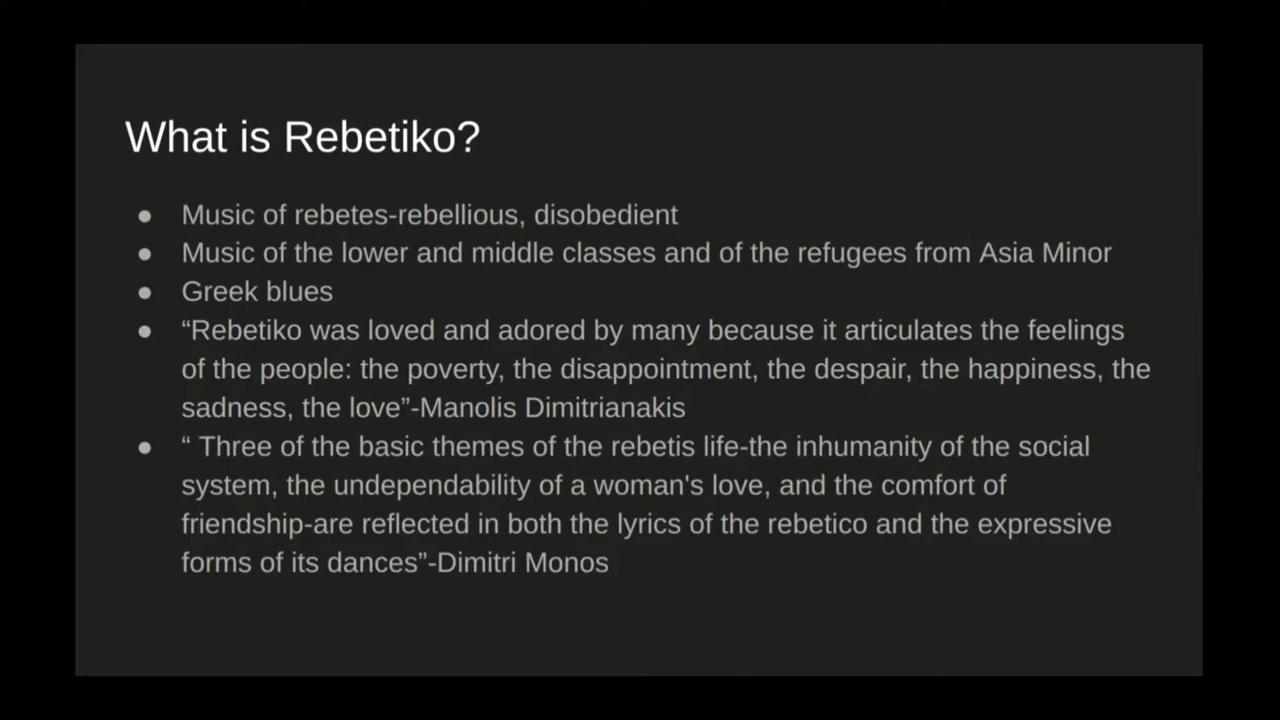 What is Rebetiko?
● Music of rebetes-rebellious, disobedient
● Music of the lower and middle classes and of the refugees from Asia Minor
● Greek blues
● “Rebetiko was loved and adored by many because it articulates the feelings
of the people: the poverty, the disappointment, the despair, the happiness, the
sadness, the love”-Manolis Dimitrianakis
● “ Three of the basic themes of the rebetis life-the inhumanity of the social
system, the undependability of a woman's love, and the comfort of
friendship-are reflected in both the lyrics of the rebetico and the expressive
forms of its dances”-Dimitri Monos